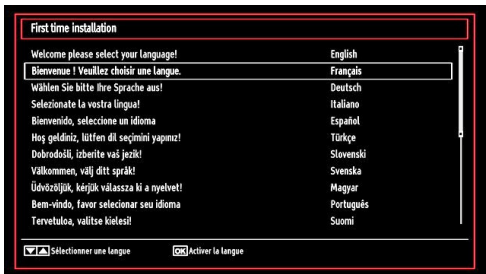 First time installation
Welcome please select your language! English
Bienvenue ! Veuillez choisir une langue. Français
Wählen Sie bitte Ihre Sprache aus! Deutsch
Selezionate la vostra lingua! Italiano
Bienvenido, seleccione un idioma Español
Hoş geldiniz, lütfen dil seçimini yapınız! Türkçe
Dobrodošli, izberite vaš jezik! Slovenski
Välkommen, välj ditt språk! Svenska
Üdvözöljük, kérjük válassza ki a nyelvet! Magyar
Bem-vindo, favor selecionar seu idioma Português
Tervetuloa, valitse kielesi! Suomi
Sélectionner une langue OK Activer la langue